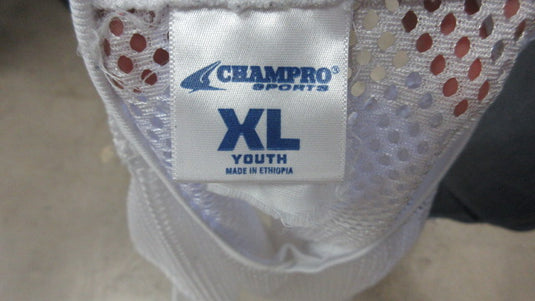 CHAMPRO®
SPORTS
XL
YOUTH
MADE IN ETHIOPIA